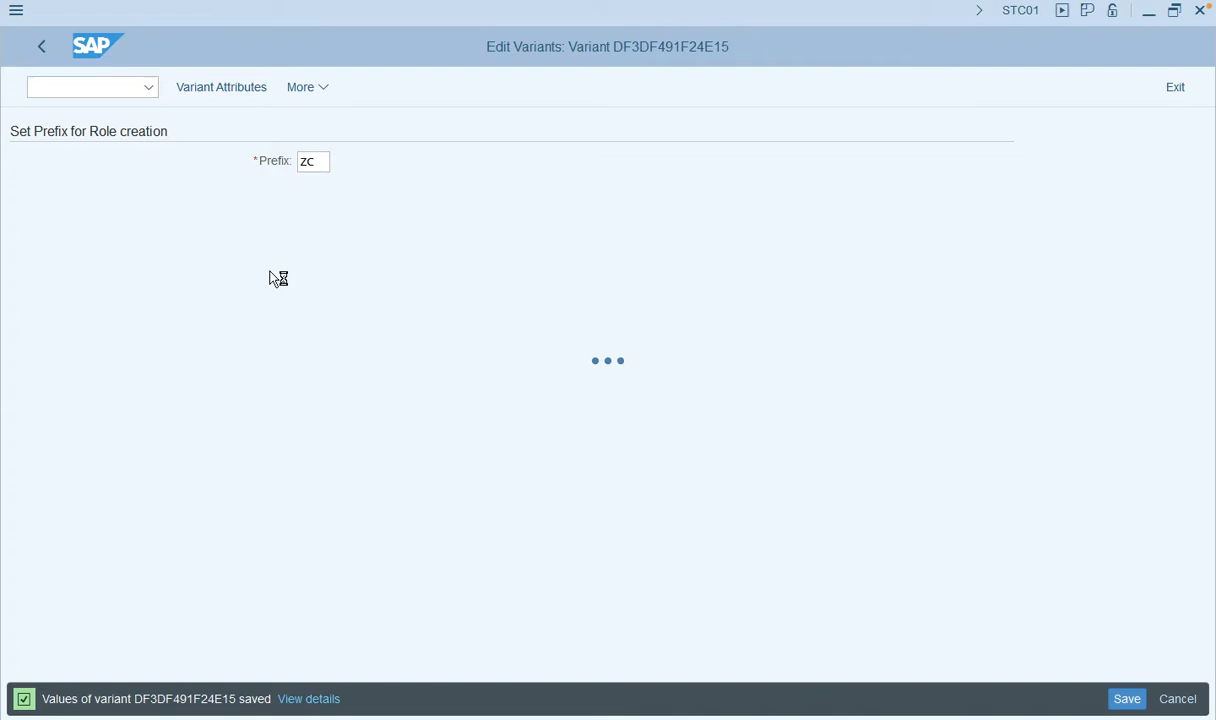 STC01
SAP
Edit Variants: Variant DF3DF491F24E15
Variant Attributes More Exit
Set Prefix for Role creation
*Prefix: ZC
Values of variant DF3DF491F24E15 saved View details Save Cancel